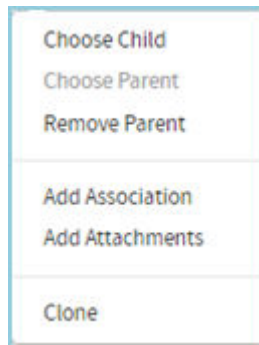 Choose Child
Choose Parent
Remove Parent
Add Association
Add Attachments
Clone